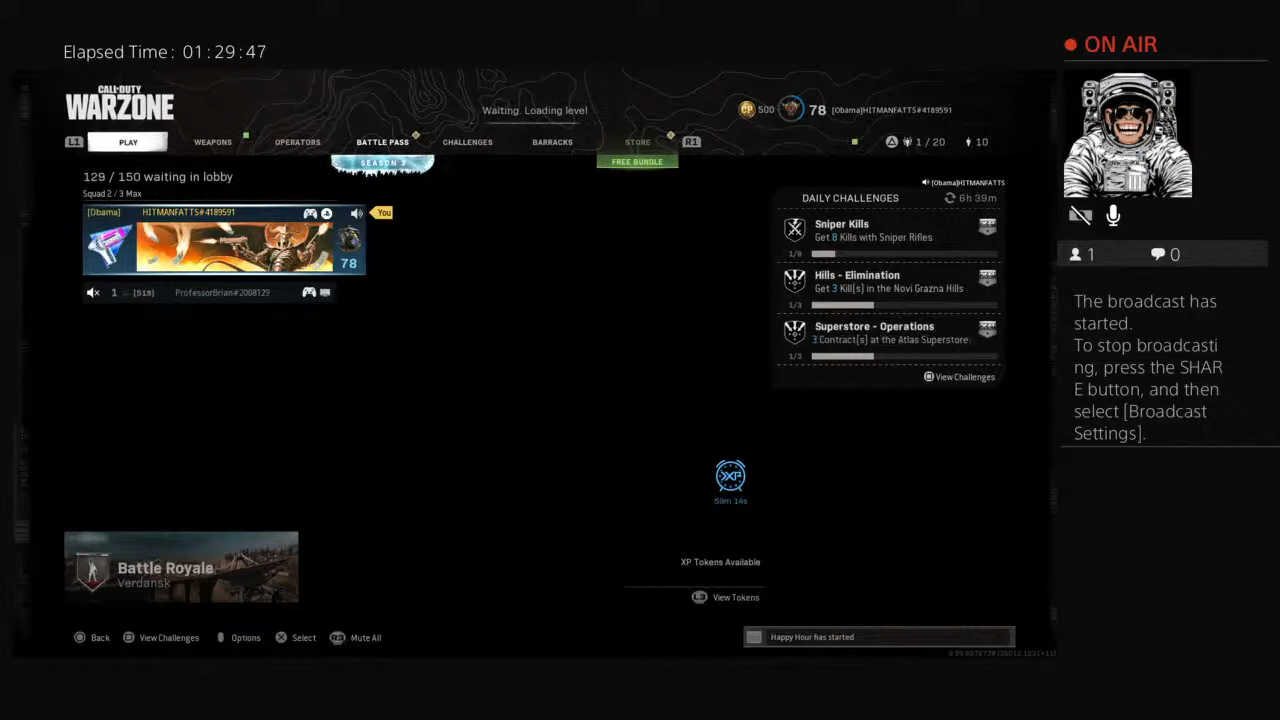 Elapsed Time: 01:29:47
ON AIR
CALL OF DUTY
WARZONE
Waiting. Loading level
CP 500 78 [Obama]HITMANFATTS#4189591
L1 PLAY WEAPONS OPERATORS BATTLE PASS CHALLENGES BARRACKS STORE R1 1 / 20 10
SEASON 3
FREE BUNDLE
129 / 150 waiting in lobby
Squad 2 / 3 Max
[Obama] HITMANFATTS#4189591
You
78
1 [518] ProfessorBrian#2008129
[Obama]HITMANFATTS
DAILY CHALLENGES 6h 39m
Sniper Kills
Get 8 Kills with Sniper Rifles
1/8
Hills - Elimination
Get 3 Kill(s) in the Novi Grazna Hills
1/3
Superstore - Operations
3 Contract(s) at the Atlas Superstore.
1/3
View Challenges
XP
59m 14s
XP Tokens Available
L3 View Tokens
Battle Royale
Verdansk
Back View Challenges Options Select R3 Mute All
Happy Hour has started
1 0
The broadcast has
started.
To stop broadcasti
ng, press the SHAR
E button, and then
select [Broadcast
Settings].